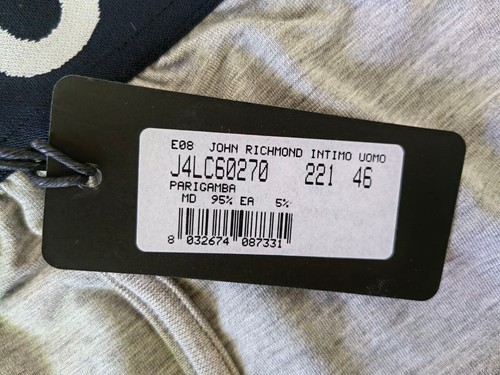 E08 JOHN RICHMOND INTIMO UOMO
J4LC60270 221 46
PARIGAMBA
MD 95% EA 5%
8 032674 087331